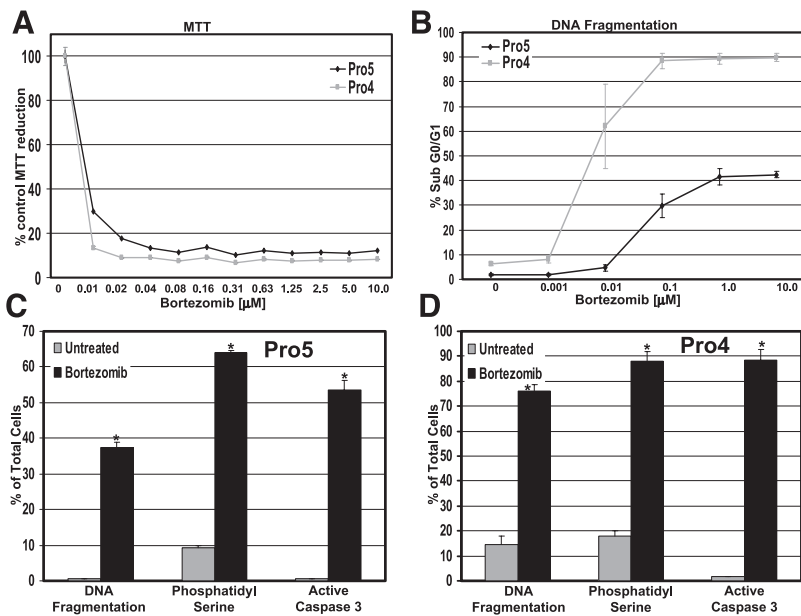 A
MTT
% control MTT reduction
100
80
60
40
20
0
Pro5
Pro4
0 0,01 0,02 0,04 0,08 0,16 0,31 0,63 1.25 2.5 5.0 10.0
Bortezomib [µM]
B
DNA Fragmentation
% Sub G0/G1
100
90
80
70
60
50
40
30
20
10
0
Pro5
Pro4
0 0.001 0.01 0.1 1.0 10.0
Bortezomib [µM]
C
Pro5
% of Total Cells
70
60
50
40
30
20
10
0
Untreated
Bortezomib
* * *
DNA Phosphatidyl Active
Fragmentation Serine Caspase 3
D
Pro4
% of Total Cells
100
90
80
70
60
50
40
30
20
10
0
Untreated
Bortezomib
* * *
DNA Phosphatidyl Active
Fragmentation Serine Caspase 3